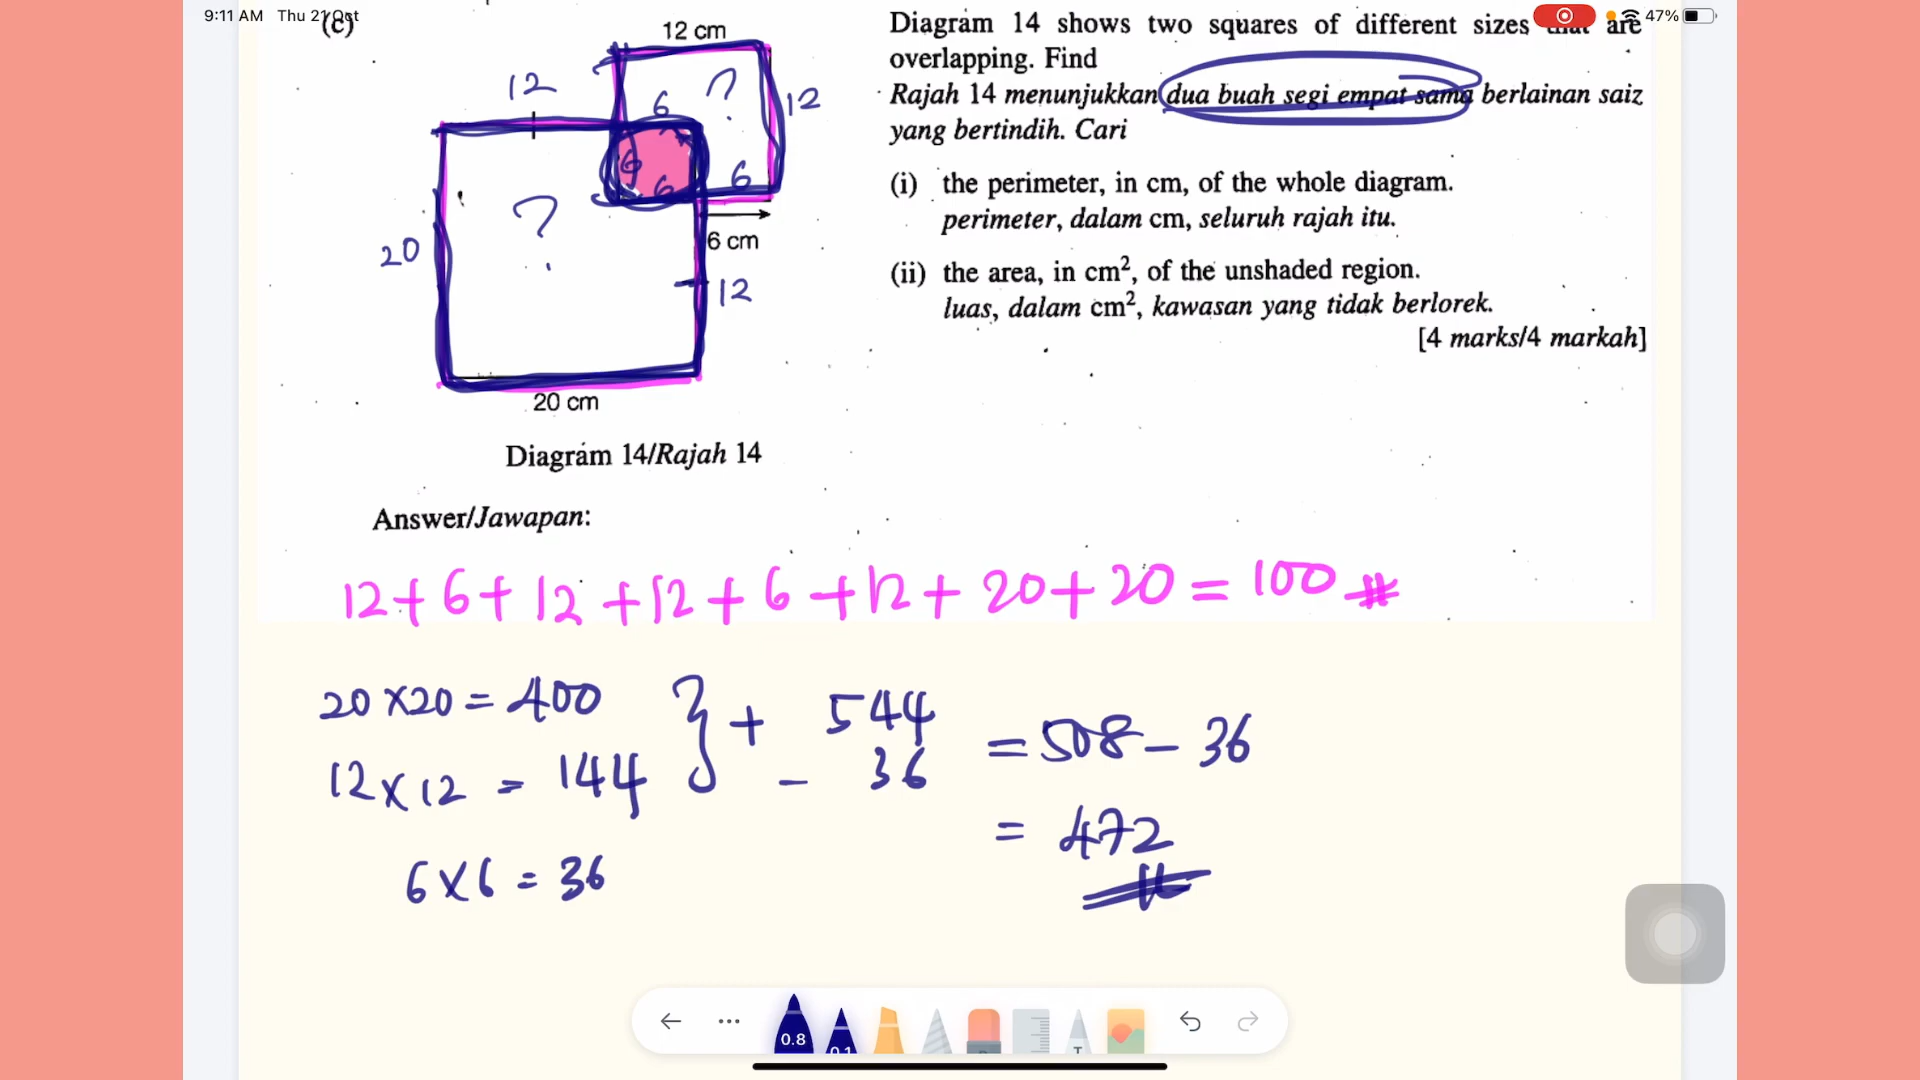 9:11 AM Thu 21 Oct
47%
(c)
12 cm
12
?
12
6
6
6
6
?
20
6 cm
12
20 cm
Diagram 14/Rajah 14
Diagram 14 shows two squares of different sizes that are
overlapping. Find
Rajah 14 menunjukkan dua buah segi empat sama berlainan saiz
yang bertindih. Cari
(i) the perimeter, in cm, of the whole diagram.
perimeter, dalam cm, seluruh rajah itu.
(ii) the area, in cm², of the unshaded region.
luas, dalam cm², kawasan yang tidak berlorek.
[4 marks/4 markah]
Answer/Jawapan:
12+6+12+12+6+12+20+20=100
20×20=400
12×12=144
} + 544
- 36
=508-36
=472
6×6=36
0.8
0.1
T